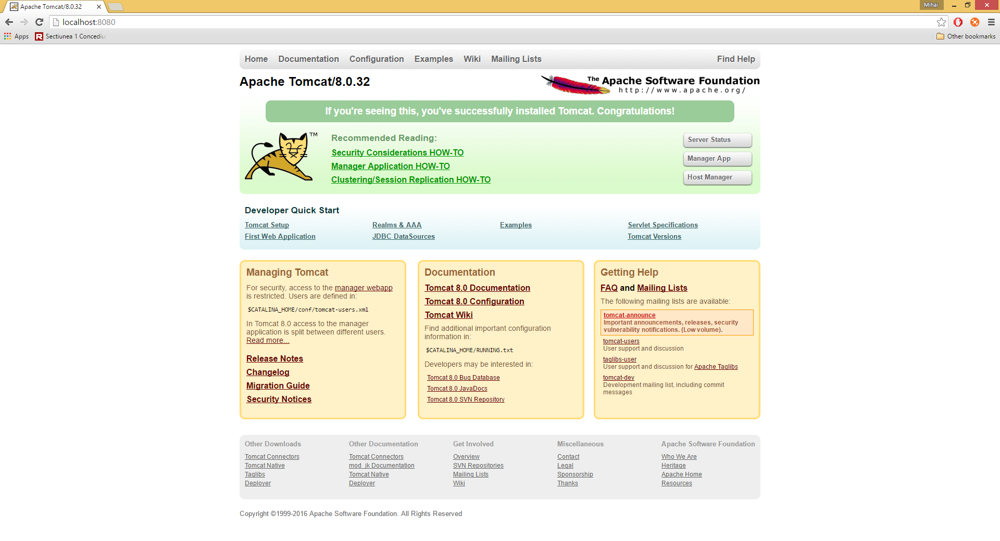 Apache Tomcat/8.0.32
Mihai
localhost:8080
Apps
Sectiunea 1 Concediu
Other bookmarks
Home
Documentation
Configuration
Examples
Wiki
Mailing Lists
Find Help
Apache Tomcat/8.0.32
The Apache Software Foundation
http://www.apache.org/
If you're seeing this, you've successfully installed Tomcat. Congratulations!
TM
Recommended Reading:
Security Considerations HOW-TO
Manager Application HOW-TO
Clustering/Session Replication HOW-TO
Server Status
Manager App
Host Manager
Developer Quick Start
Tomcat Setup
First Web Application
Realms & AAA
JDBC DataSources
Examples
Servlet Specifications
Tomcat Versions
Managing Tomcat
For security, access to the manager webapp
is restricted. Users are defined in:
$CATALINA_HOME/conf/tomcat-users.xml
In Tomcat 8.0 access to the manager
application is split between different users.
Read more...
Release Notes
Changelog
Migration Guide
Security Notices
Documentation
Tomcat 8.0 Documentation
Tomcat 8.0 Configuration
Tomcat Wiki
Find additional important configuration
information in:
$CATALINA_HOME/RUNNING.txt
Developers may be interested in:
Tomcat 8.0 Bug Database
Tomcat 8.0 JavaDocs
Tomcat 8.0 SVN Repository
Getting Help
FAQ and Mailing Lists
The following mailing lists are available:
tomcat-announce
Important announcements, releases, security
vulnerability notifications. (Low volume).
tomcat-users
User support and discussion
taglibs-user
User support and discussion for Apache Taglibs
tomcat-dev
Development mailing list, including commit
messages
Other Downloads
Tomcat Connectors
Tomcat Native
Taglibs
Deployer
Other Documentation
Tomcat Connectors
mod_jk Documentation
Tomcat Native
Deployer
Get Involved
Overview
SVN Repositories
Mailing Lists
Wiki
Miscellaneous
Contact
Legal
Sponsorship
Thanks
Apache Software Foundation
Who We Are
Heritage
Apache Home
Resources
Copyright ©1999-2016 Apache Software Foundation. All Rights Reserved